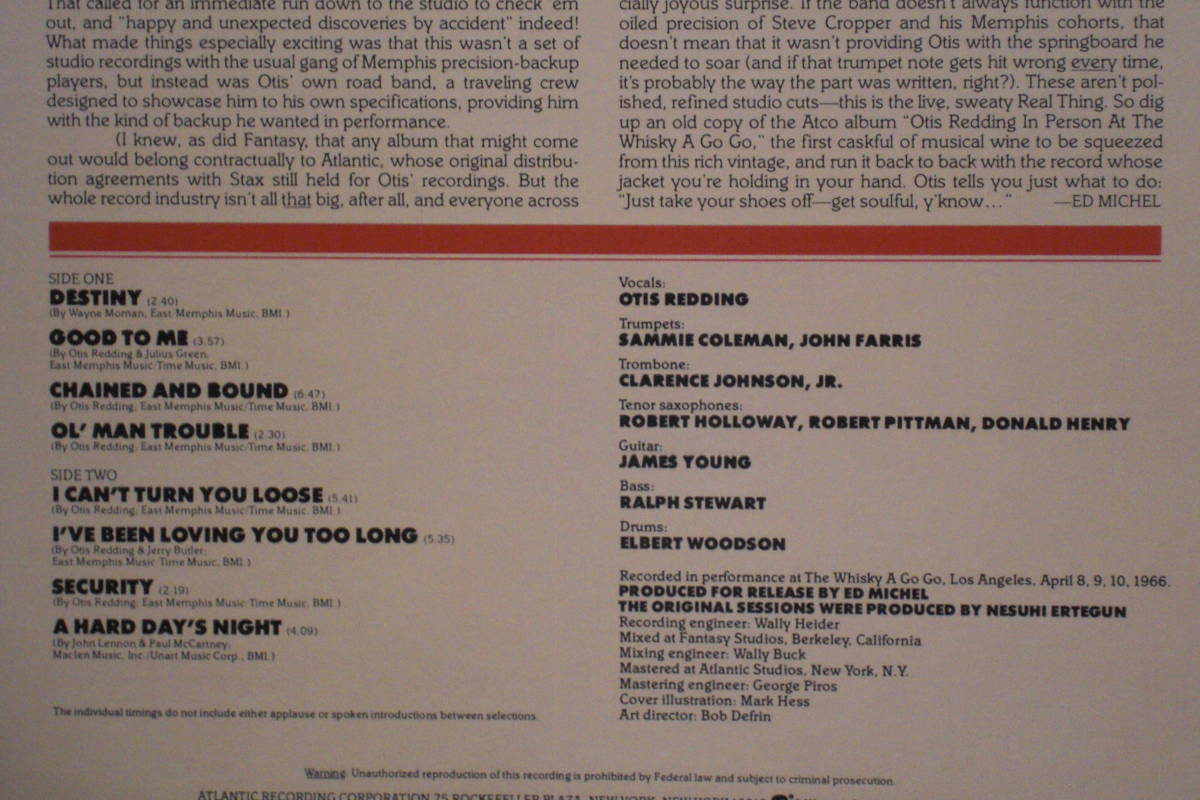 That called for an immediate run down to the studio to check 'em
out, and "happy and unexpected discoveries by accident" indeed!
What made things especially exciting was that this wasn't a set of
studio recordings with the usual gang of Memphis precision-backup
players, but instead was Otis' own road band, a traveling crew
designed to showcase him to his own specifications, providing him
with the kind of backup he wanted in performance.
(I knew, as did Fantasy, that any album that might come
out would belong contractually to Atlantic, whose original distribu-
tion agreements with Stax still held for Otis' recordings. But the
whole record industry isn't all that big, after all, and everyone across
cially joyous surprise. If the band doesn't always function with the
oiled precision of Steve Cropper and his Memphis cohorts, that
doesn't mean that it wasn't providing Otis with the springboard he
needed to soar (and if that trumpet note gets hit wrong every time,
it's probably the way the part was written, right?). These aren't pol-
ished, refined studio cuts—this is the live, sweaty Real Thing. So dig
up an old copy of the Atco album "Otis Redding In Person At The
Whisky A Go Go," the first caskful of musical wine to be squeezed
from this rich vintage, and run it back to back with the record whose
jacket you're holding in your hand. Otis tells you just what to do:
"Just take your shoes off—get soulful, y'know..." —ED MICHEL
SIDE ONE
DESTINY (2.40)
(By Wayne Moman, East Memphis Music, BMI.)
GOOD TO ME (3.57)
(By Otis Redding & Julius Green;
East Memphis Music/Time Music, BMI.)
CHAINED AND BOUND (6.47)
(By Otis Redding; East Memphis Music/Time Music, BMI.)
OL' MAN TROUBLE (2.30)
(By Otis Redding; East Memphis Music/Time Music, BMI.)
SIDE TWO
I CAN'T TURN YOU LOOSE (5.41)
(By Otis Redding; East Memphis Music/Time Music, BMI.)
I'VE BEEN LOVING YOU TOO LONG (5.35)
(By Otis Redding & Jerry Butler;
East Memphis Music/Time Music, BMI.)
SECURITY (2.19)
(By Otis Redding; East Memphis Music/Time Music, BMI.)
A HARD DAY'S NIGHT (4.09)
(By John Lennon & Paul McCartney;
Maclen Music, Inc./Unart Music Corp., BMI.)
The individual timings do not include either applause or spoken introductions between selections.
Vocals:
OTIS REDDING
Trumpets:
SAMMIE COLEMAN, JOHN FARRIS
Trombone:
CLARENCE JOHNSON, JR.
Tenor saxophones:
ROBERT HOLLOWAY, ROBERT PITTMAN, DONALD HENRY
Guitar:
JAMES YOUNG
Bass:
RALPH STEWART
Drums:
ELBERT WOODSON
Recorded in performance at The Whisky A Go Go, Los Angeles, April 8, 9, 10, 1966.
PRODUCED FOR RELEASE BY ED MICHEL
THE ORIGINAL SESSIONS WERE PRODUCED BY NESUHI ERTEGUN
Recording engineer: Wally Heider
Mixed at Fantasy Studios, Berkeley, California
Mixing engineer: Wally Buck
Mastered at Atlantic Studios, New York, N.Y.
Mastering engineer: George Piros
Cover illustration: Mark Hess
Art director: Bob Defrin
Warning: Unauthorized reproduction of this recording is prohibited by Federal law and subject to criminal prosecution.
ATLANTIC RECORDING CORPORATION 75 ROCKEFELLER PLAZA, NEW YORK, NEW YORK